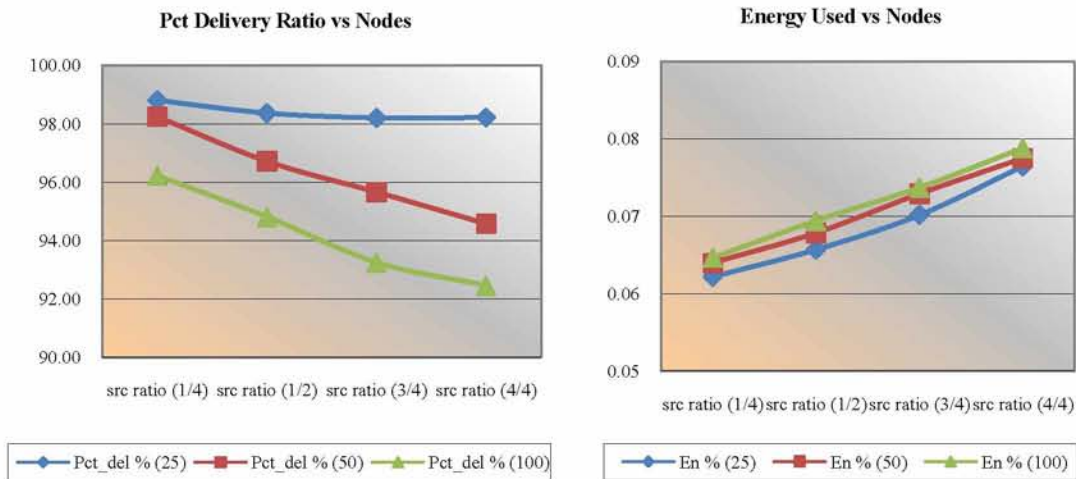 Pct Delivery Ratio vs Nodes
100.00
98.00
96.00
94.00
92.00
90.00
src ratio (1/4) src ratio (1/2) src ratio (3/4) src ratio (4/4)
Pct_del % (25) Pct_del % (50) Pct_del % (100)
Energy Used vs Nodes
0.09
0.08
0.07
0.06
0.05
src ratio (1/4) src ratio (1/2) src ratio (3/4) src ratio (4/4)
En % (25) En % (50) En % (100)